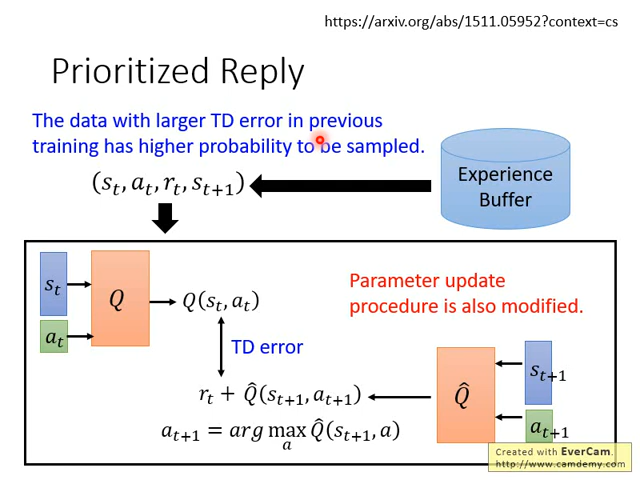 https://arxiv.org/abs/1511.05952?context=cs
Prioritized Reply
The data with larger TD error in previous
training has higher probability to be sampled.
(s_t, a_t, r_t, s_{t+1})
Experience
Buffer
s_t
a_t
Q
Q(s_t, a_t)
Parameter update
procedure is also modified.
TD error
r_t + Q̂(s_{t+1}, a_{t+1})
a_{t+1} = arg max_a Q̂(s_{t+1}, a)
Q̂
s_{t+1}
a_{t+1}
Created with EverCam.
http://www.camdemy.com